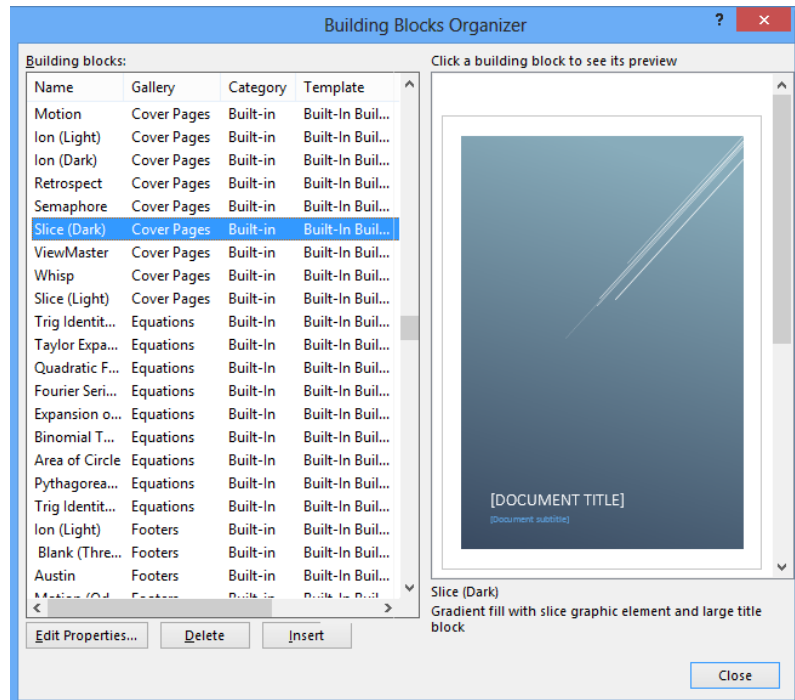 Building Blocks Organizer ? ×
Building blocks:
Click a building block to see its preview
Name Gallery Category Template
Motion Cover Pages Built-in Built-In Buil...
Ion (Light) Cover Pages Built-in Built-In Buil...
Ion (Dark) Cover Pages Built-in Built-In Buil...
Retrospect Cover Pages Built-in Built-In Buil...
Semaphore Cover Pages Built-in Built-In Buil...
Slice (Dark) Cover Pages Built-in Built-In Buil...
ViewMaster Cover Pages Built-in Built-In Buil...
Whisp Cover Pages Built-in Built-In Buil...
Slice (Light) Cover Pages Built-in Built-In Buil...
Trig Identit... Equations Built-In Built-In Buil...
Taylor Expa... Equations Built-In Built-In Buil...
Quadratic F... Equations Built-In Built-In Buil...
Fourier Seri... Equations Built-In Built-In Buil...
Expansion o... Equations Built-In Built-In Buil...
Binomial T... Equations Built-In Built-In Buil...
Area of Circle Equations Built-In Built-In Buil...
Pythagorea... Equations Built-In Built-In Buil...
Trig Identit... Equations Built-In Built-In Buil...
Ion (Light) Footers Built-in Built-In Buil...
Blank (Thre... Footers Built-in Built-In Buil...
Austin Footers Built-in Built-In Buil...
[DOCUMENT TITLE]
[Document subtitle]
Slice (Dark)
Gradient fill with slice graphic element and large title
block
Edit Properties... Delete Insert
Close